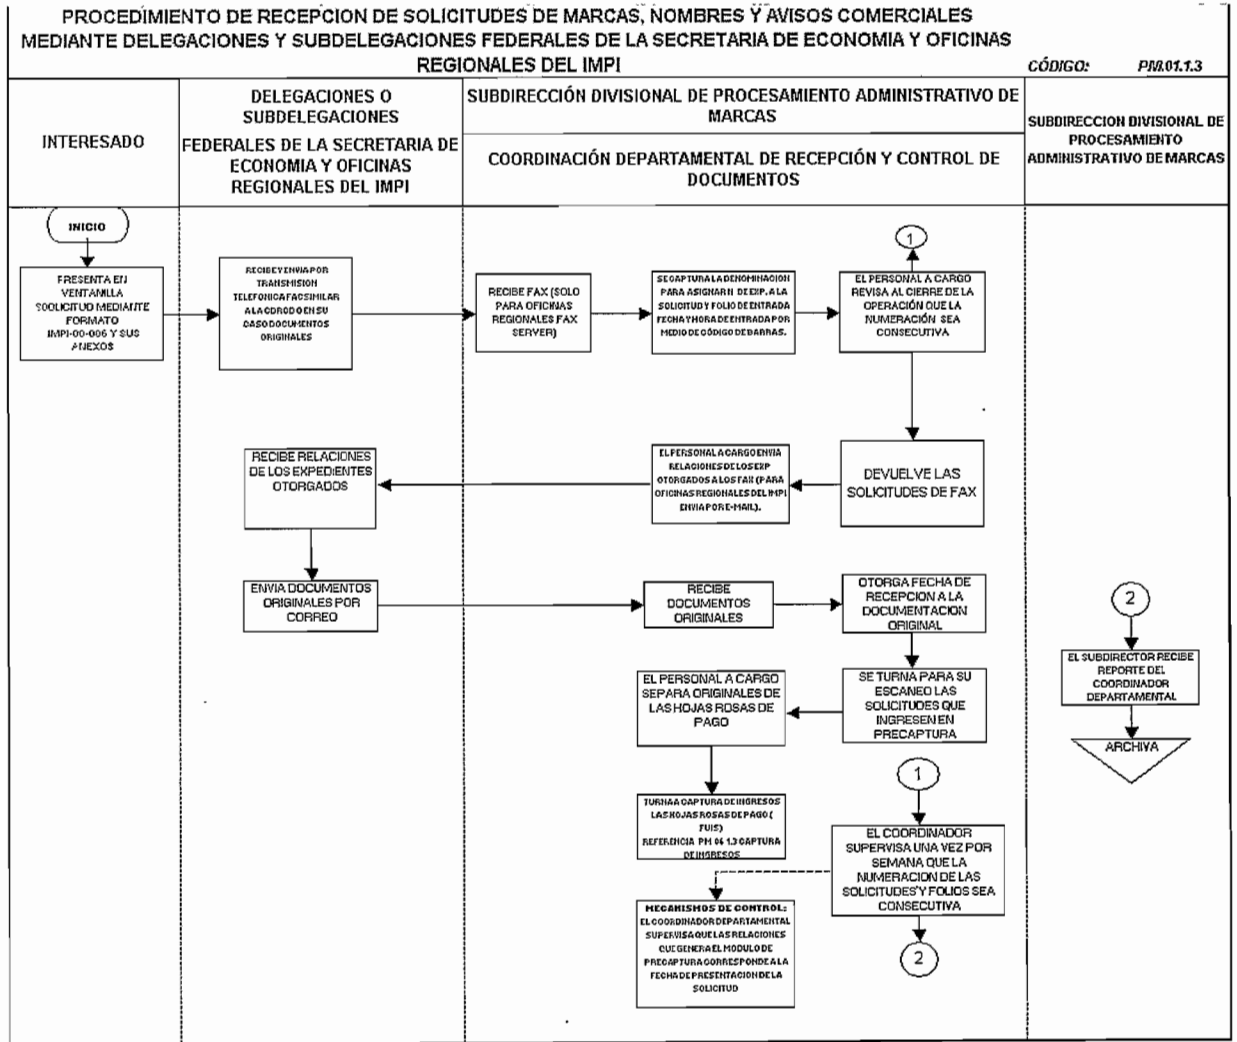 PROCEDIMIENTO DE RECEPCION DE SOLICITUDES DE MARCAS, NOMBRES Y AVISOS COMERCIALES
MEDIANTE DELEGACIONES Y SUBDELEGACIONES FEDERALES DE LA SECRETARIA DE ECONOMIA Y OFICINAS
REGIONALES DEL IMPI
CÓDIGO: PM.01.1.3
INTERESADO
DELEGACIONES O
SUBDELEGACIONES
FEDERALES DE LA SECRETARIA DE
ECONOMIA Y OFICINAS
REGIONALES DEL IMPI
SUBDIRECCIÓN DIVISIONAL DE PROCESAMIENTO ADMINISTRATIVO DE
MARCAS
COORDINACIÓN DEPARTAMENTAL DE RECEPCIÓN Y CONTROL DE
DOCUMENTOS
SUBDIRECCION DIVISIONAL DE
PROCESAMIENTO
ADMINISTRATIVO DE MARCAS
INICIO
PRESENTA EN
VENTANILLA
SOOLICITUD MEDIANTE
FORMATO
IMPI-00-006 Y SUS
ANEXOS
RECIBE Y ENVIA POR
TRANSMISION
TELEFONICA FACSIMILAR
A LA CDRD O EN SU
CASO DOCUMENTOS
ORIGINALES
RECIBE FAX (SOLO
PARA OFICINAS
REGIONALES FAX
SERVER)
SE CAPTURA LA DENOMINACION
PARA ASIGNAR N. DE EXP. A LA
SOLICITUD Y FOLIO DE ENTRADA
FECHA Y HORA DE ENTRADA POR
MEDIO DE CÓDIGO DE BARRAS.
1
EL PERSONAL A CARGO
REVISA AL CIERRE DE LA
OPERACIÓN QUE LA
NUMERACIÓN SEA
CONSECUTIVA
RECIBE RELACIONES
DE LOS EXPEDIENTES
OTORGADOS
EL PERSONAL A CARGO ENVIA
RELACIONES DE LOS EXP
OTORGADOS A LOS FAX (PARA
OFICINAS REGIONALES DEL IMPI
ENVIA POR E-MAIL).
DEVUELVE LAS
SOLICITUDES DE FAX
ENVIA DOCUMENTOS
ORIGINALES POR
CORREO
RECIBE
DOCUMENTOS
ORIGINALES
OTORGA FECHA DE
RECEPCION A LA
DOCUMENTACION
ORIGINAL
2
EL SUBDIRECTOR RECIBE
REPORTE DEL
COORDINADOR
DEPARTAMENTAL
ARCHIVA
EL PERSONAL A CARGO
SEPARA ORIGINALES DE
LAS HOJAS ROSAS DE
PAGO
SE TURNA PARA SU
ESCANEO LAS
SOLICITUDES QUE
INGRESEN EN
PRECAPTURA
1
TURNA A CAPTURA DE INGRESOS
LAS HOJAS ROSAS DE PAGO (
FUIS)
REFERENCIA PM 06 1.3 CAPTURA
DE INGRESOS
EL COORDINADOR
SUPERVISA UNA VEZ POR
SEMANA QUE LA
NUMERACION DE LAS
SOLICITUDES Y FOLIOS SEA
CONSECUTIVA
MECANISMOS DE CONTROL:
EL COORDINADOR DEPARTAMENTAL
SUPERVISA QUE LAS RELACIONES
QUE GENERA EL MODULO DE
PRECAPTURA CORRESPONDE A LA
FECHA DE PRESENTACION DE LA
SOLICITUD
2